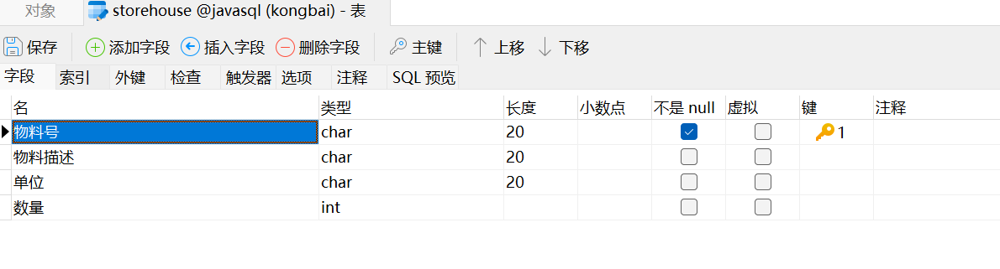 对象 storehouse @javasql (kongbai) - 表
保存 添加字段 插入字段 删除字段 主键 上移 下移
字段 索引 外键 检查 触发器 选项 注释 SQL 预览
名 类型 长度 小数点 不是 null 虚拟 键 注释
物料号 char 20 1
物料描述 char 20
单位 char 20
数量 int